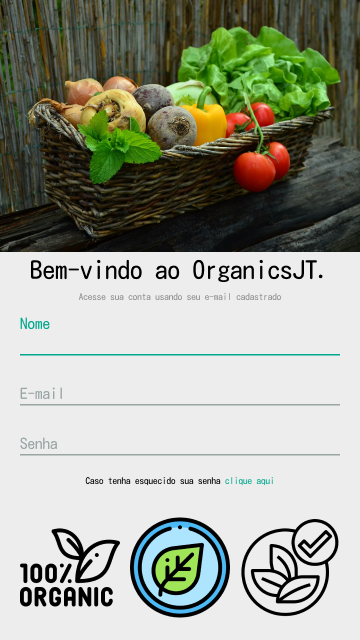 Bem-vindo ao OrganicsJT.
Acesse sua conta usando seu e-mail cadastrado
Nome
E-mail
Senha
Caso tenha esquecido sua senha clique aqui
100%
ORGANIC